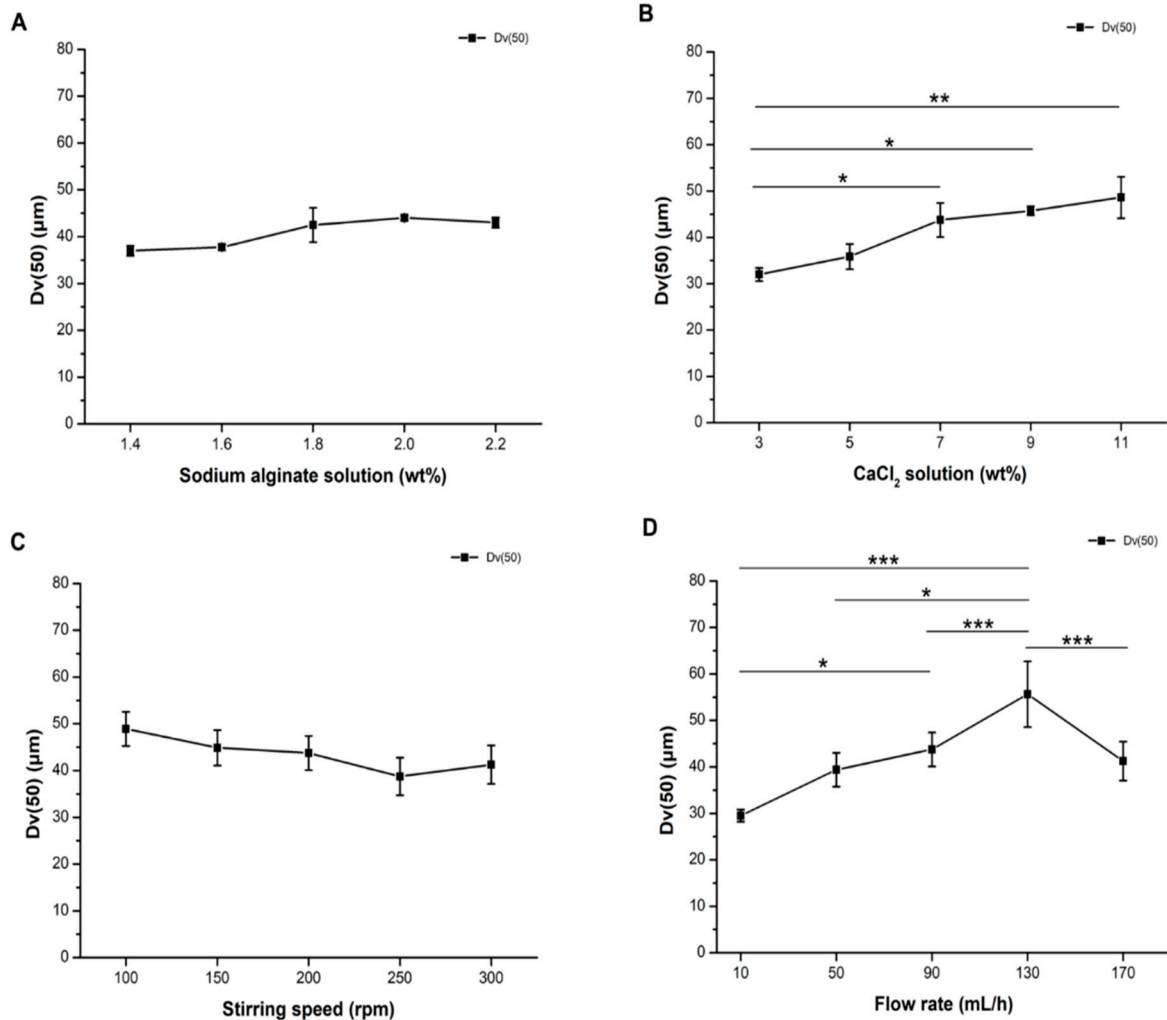 A
Dv(50)
80
70
60
50
40
30
20
10
0
Dv(50) (μm)
1.4 1.6 1.8 2.0 2.2
Sodium alginate solution (wt%)
B
Dv(50)
80
70
60
50
40
30
20
10
0
Dv(50) (μm)
**
*
*
3 5 7 9 11
CaCl₂ solution (wt%)
C
Dv(50)
80
70
60
50
40
30
20
10
0
Dv(50) (μm)
100 150 200 250 300
Stirring speed (rpm)
D
Dv(50)
80
70
60
50
40
30
20
10
0
Dv(50) (μm)
***
*
***
***
*
10 50 90 130 170
Flow rate (mL/h)